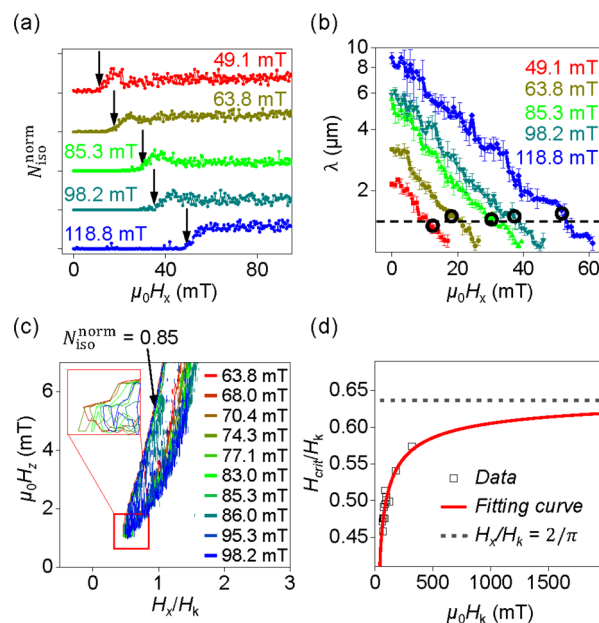 (a)
49.1 mT
63.8 mT
85.3 mT
98.2 mT
118.8 mT
N_iso^norm
0 40 80
μ₀Hₓ (mT)
(b)
10
8
6
4
2
λ (μm)
49.1 mT
63.8 mT
85.3 mT
98.2 mT
118.8 mT
0 20 40 60
μ₀Hₓ (mT)
(c)
N_iso^norm = 0.85
6
4
2
0
μ₀H_z (mT)
63.8 mT
68.0 mT
70.4 mT
74.3 mT
77.1 mT
83.0 mT
85.3 mT
86.0 mT
95.3 mT
98.2 mT
0 1 2 3
Hₓ/Hₖ
(d)
0.65
0.60
0.55
0.50
0.45
H_crit/Hₖ
Data
Fitting curve
Hₓ/Hₖ = 2/π
0 500 1000 1500
μ₀Hₖ (mT)